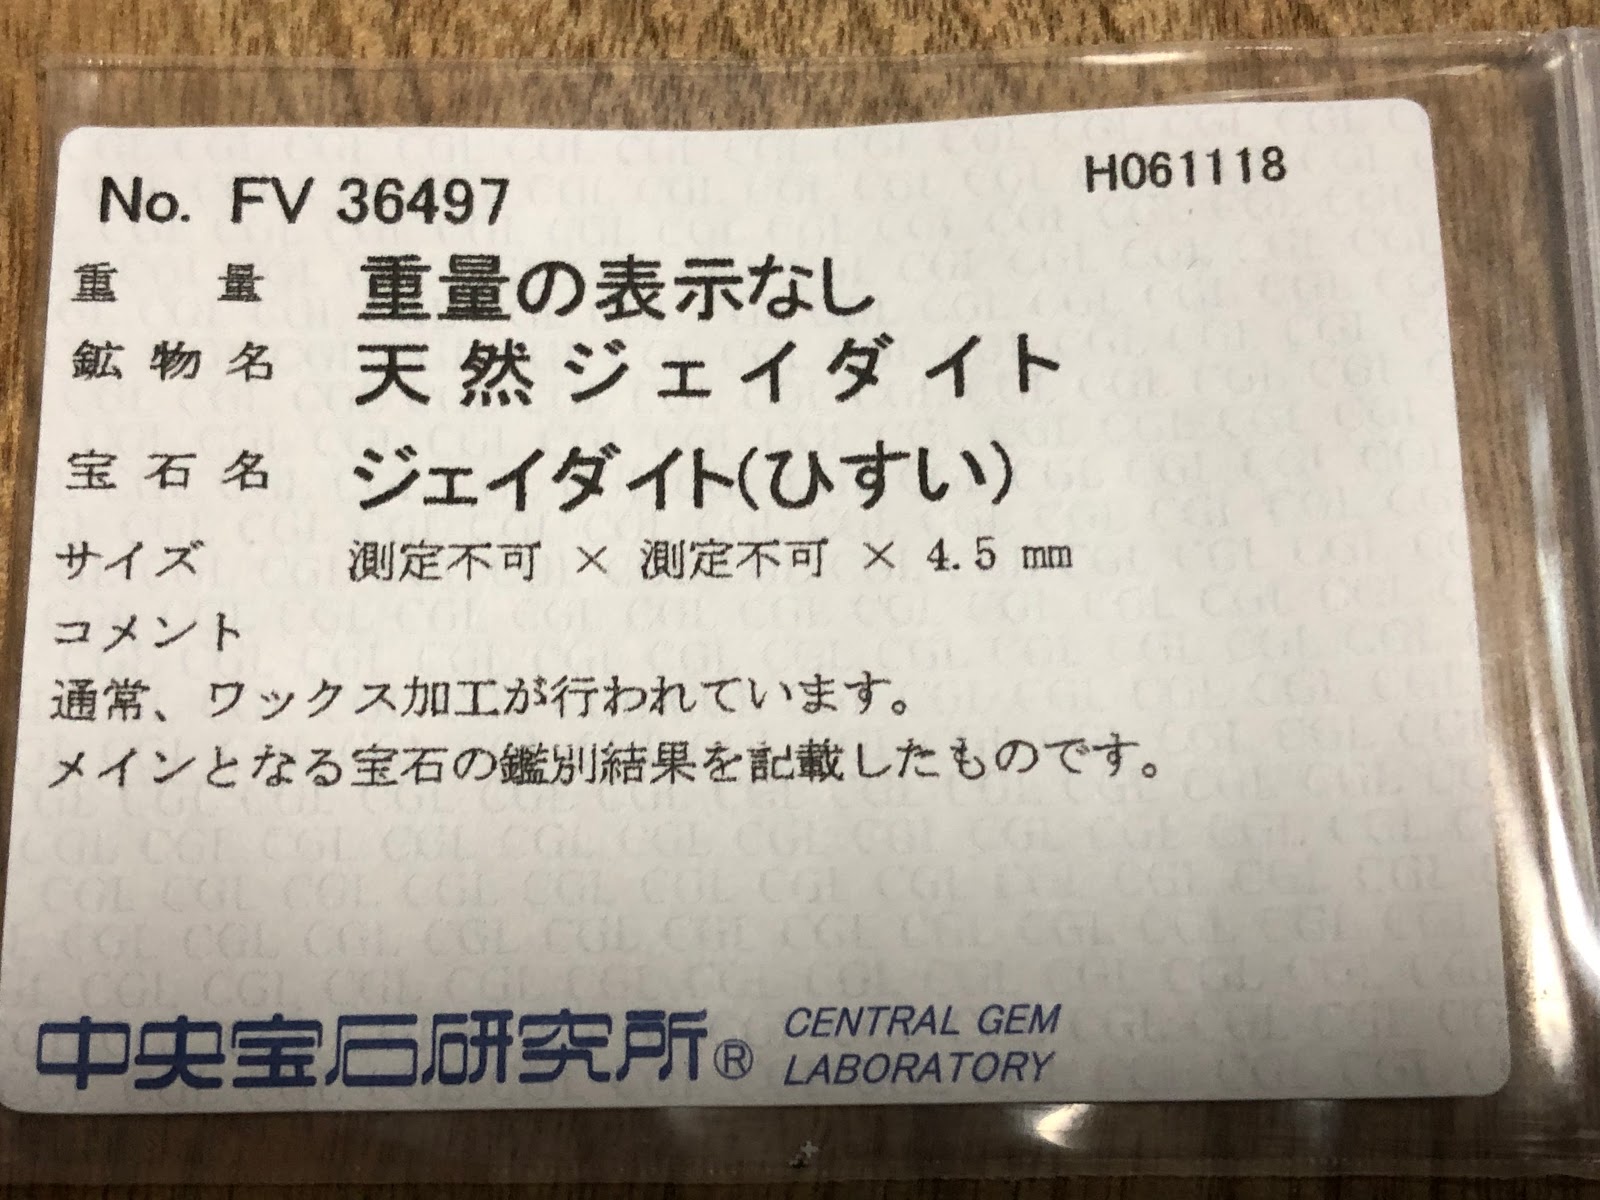 No. FV 36497 H061118
重量 重量の表示なし
鉱物名 天然ジェイダイト
宝石名 ジェイダイト(ひすい)
サイズ 測定不可 × 測定不可 × 4.5 mm
コメント
通常、ワックス加工が行われています。
メインとなる宝石の鑑別結果を記載したものです。
中央宝石研究所® CENTRAL GEM
LABORATORY